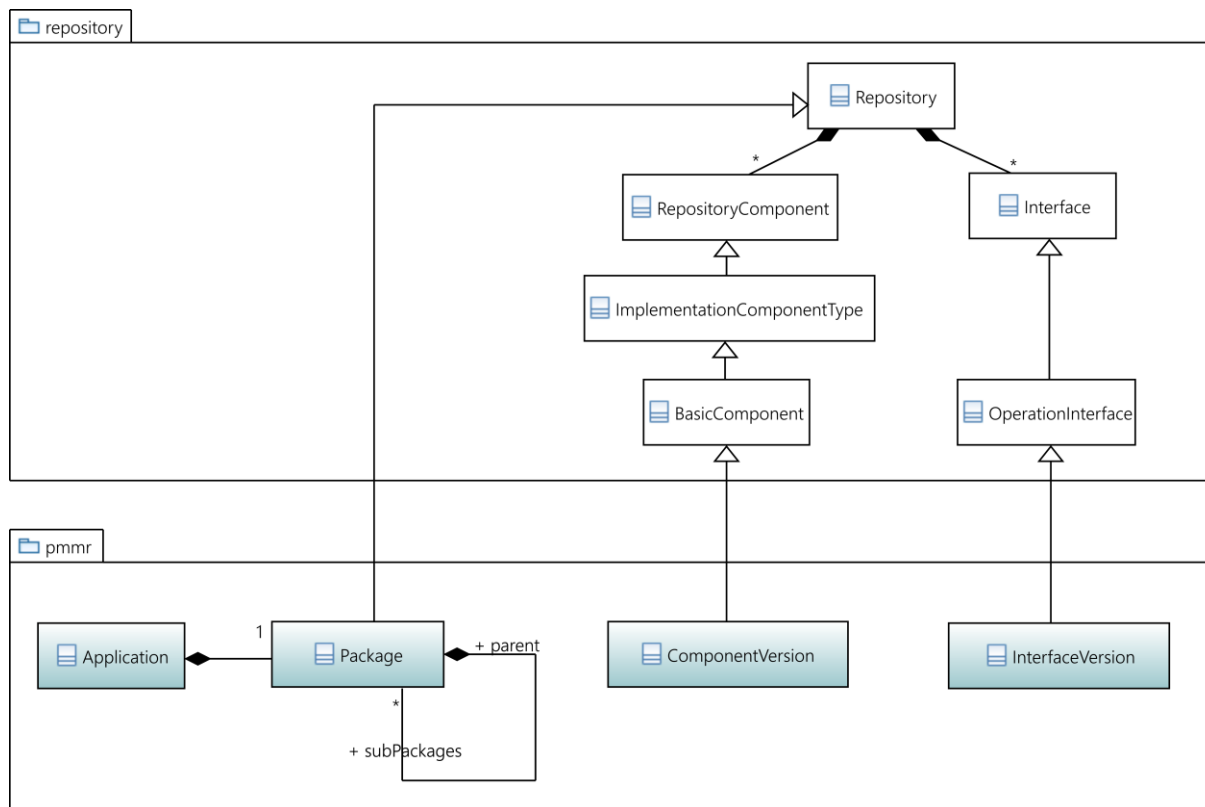 repository
Repository
*
*
RepositoryComponent
Interface
ImplementationComponentType
BasicComponent
OperationInterface
pmmr
Application
1
Package
+ parent
*
+ subPackages
ComponentVersion
InterfaceVersion